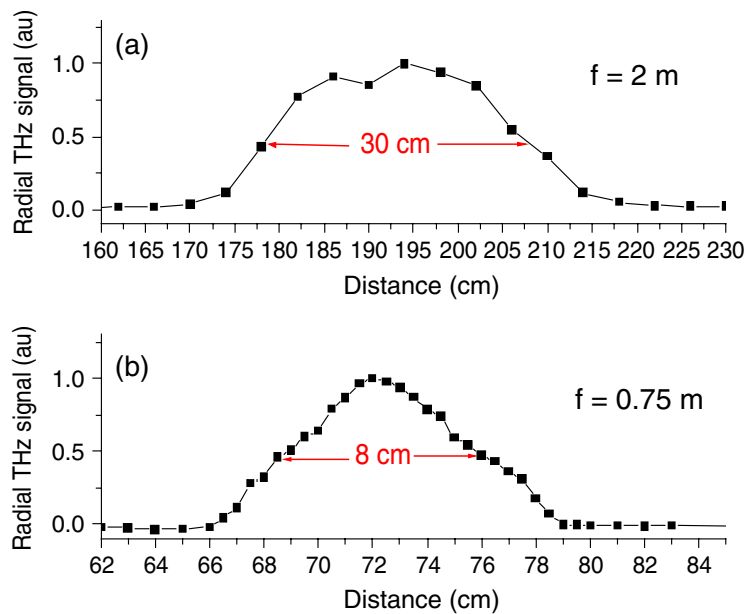 (a)
f = 2 m
Radial THz signal (au)
1.0
0.5
0.0
30 cm
160 165 170 175 180 185 190 195 200 205 210 215 220 225 230
Distance (cm)
(b)
f = 0.75 m
Radial THz signal (au)
1.0
0.5
0.0
8 cm
62 64 66 68 70 72 74 76 78 80 82 84
Distance (cm)